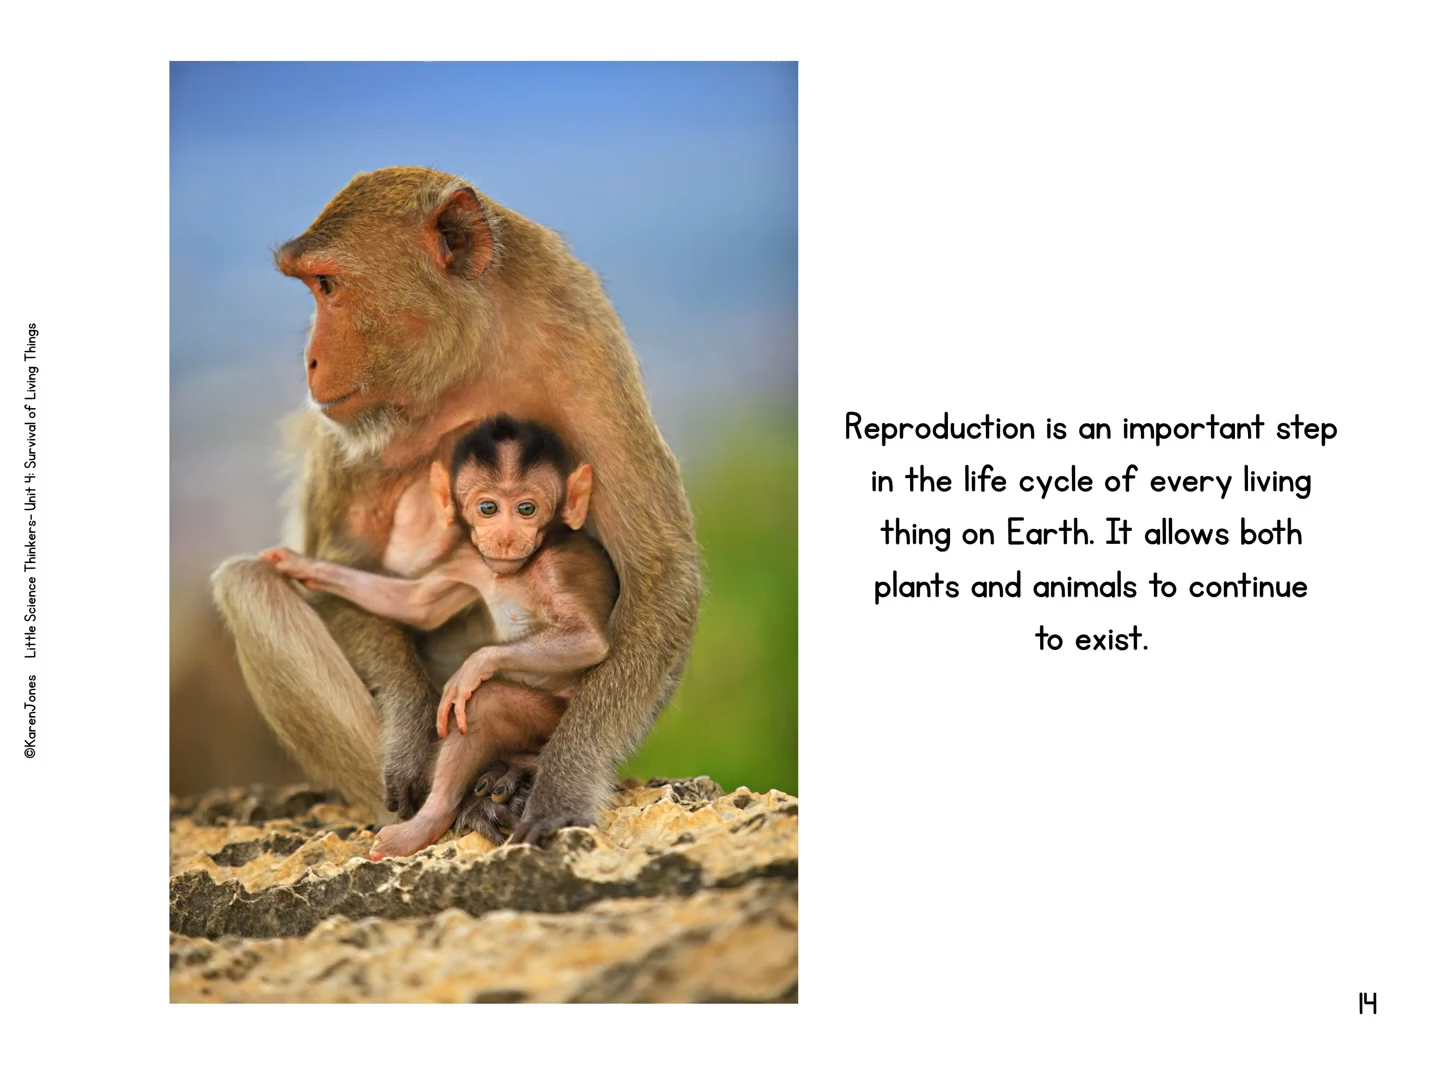 ©KarenJones Little Science Thinkers- Unit 4: Survival of Living Things
Reproduction is an important step
in the life cycle of every living
thing on Earth. It allows both
plants and animals to continue
to exist.
14